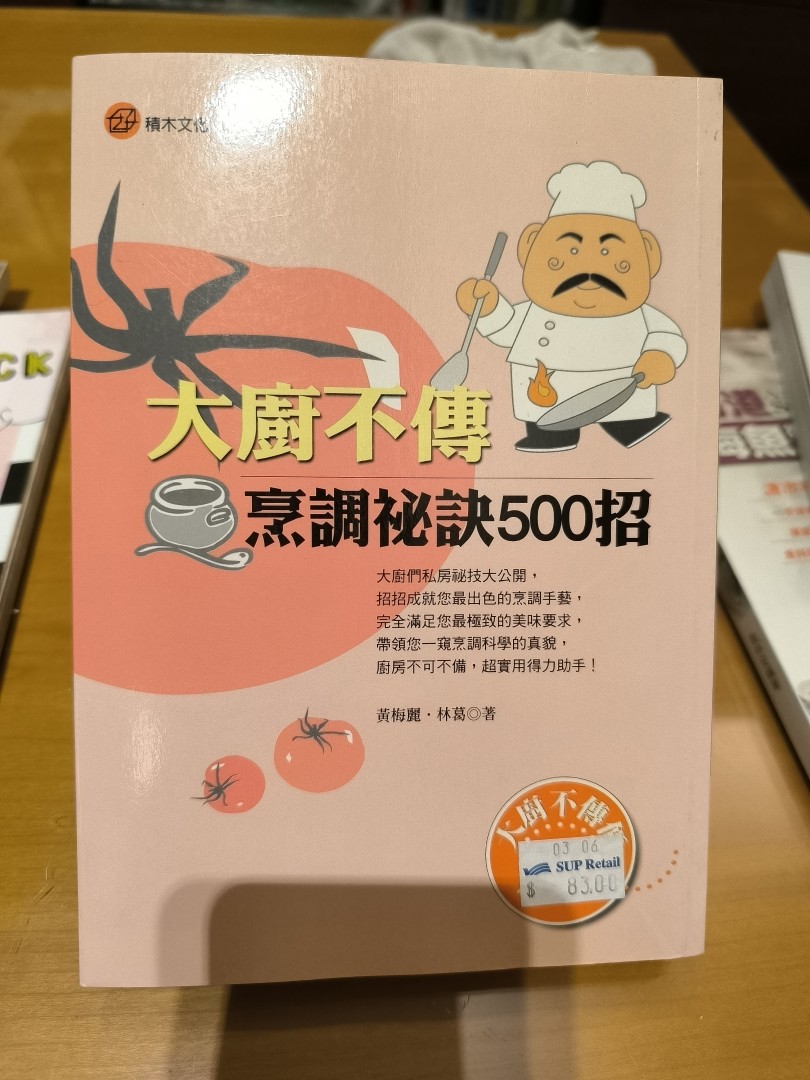 積木文化
大廚不傳
烹調祕訣500招
大廚們私房祕技大公開，
招招成就您最出色的烹調手藝，
完全滿足您最極致的美味要求，
帶領您一窺烹調科學的真貌，
廚房不可不備，超實用得力助手！
黃梅麗．林葛◎著
大廚不傳
03 06
SUP Retail
$ 83.00
CK